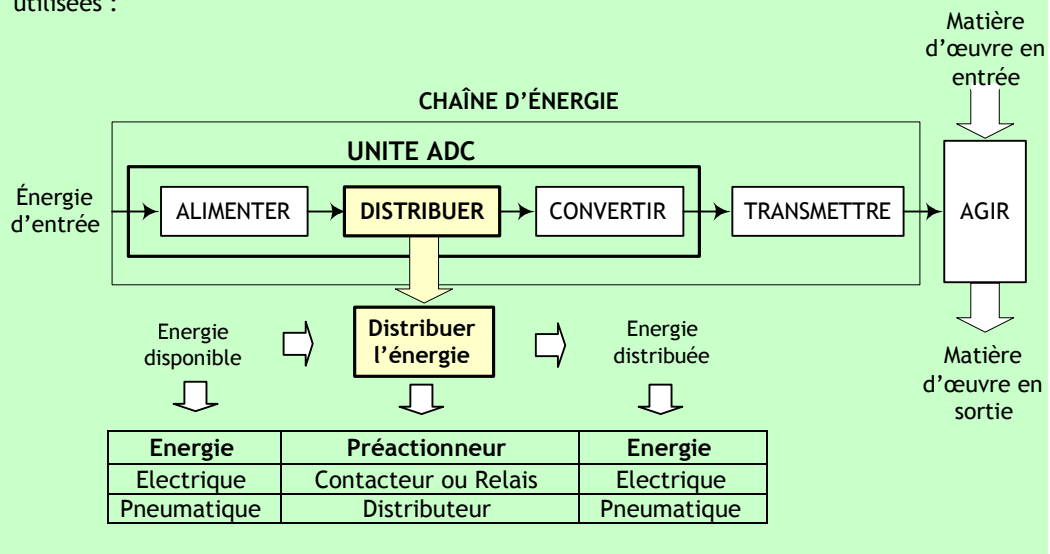 utilisées :
Matière
d'œuvre en
entrée
CHAÎNE D'ÉNERGIE
UNITE ADC
Énergie
d'entrée
ALIMENTER
DISTRIBUER
CONVERTIR
TRANSMETTRE
AGIR
Energie
disponible
Distribuer
l'énergie
Energie
distribuée
Matière
d'œuvre en
sortie
Energie Préactionneur Energie
Electrique Contacteur ou Relais Electrique
Pneumatique Distributeur Pneumatique